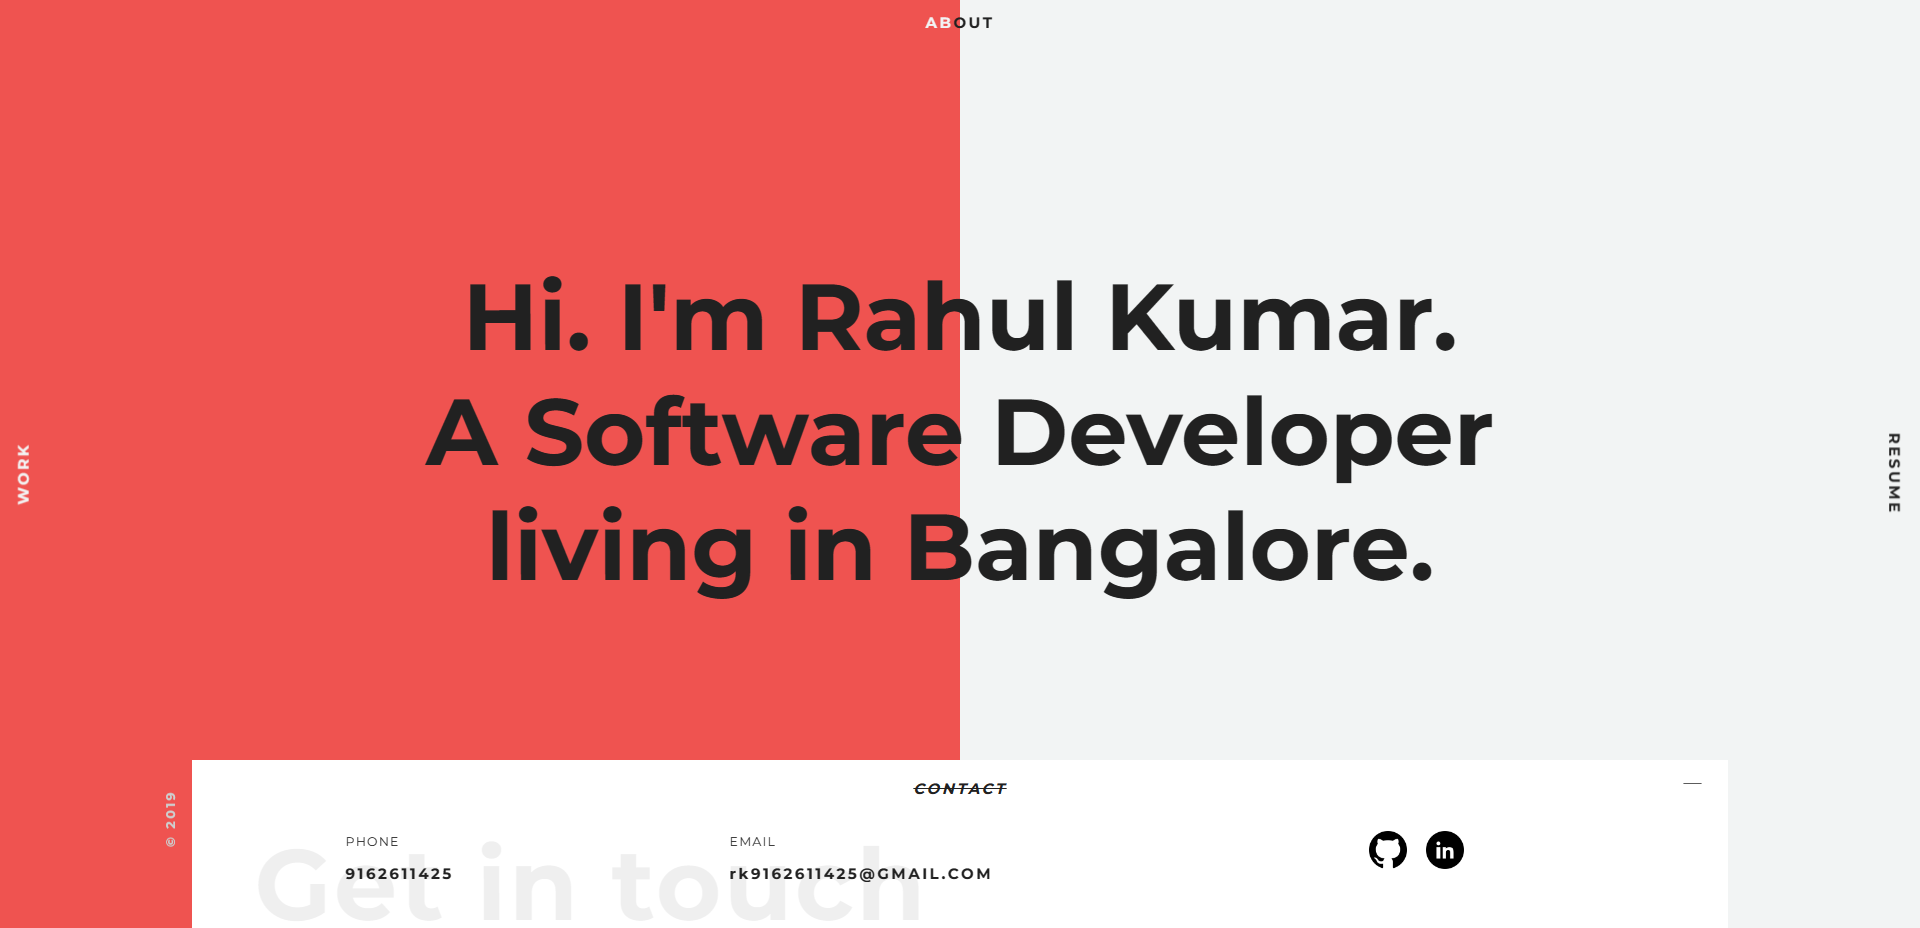 ABOUT
Hi. I'm Rahul Kumar.
A Software Developer
living in Bangalore.
WORK
RESUME
© 2019
CONTACT
PHONE
9162611425
EMAIL
rk9162611425@GMAIL.COM
in
Get in touch